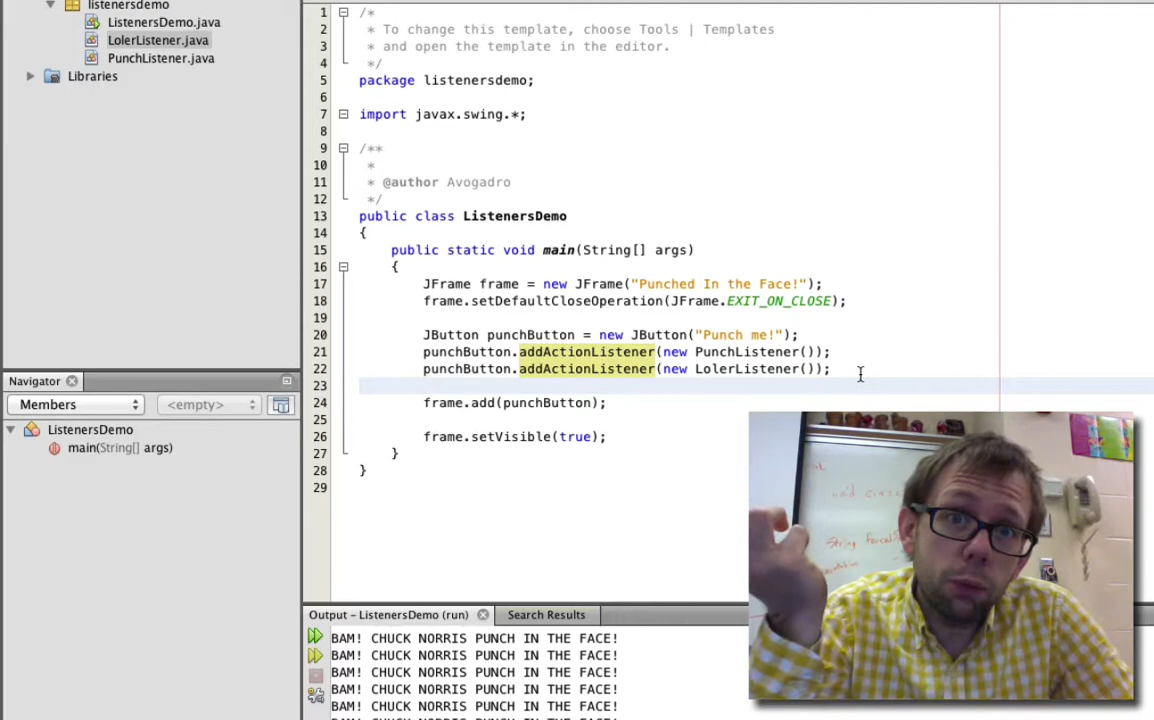 listenersdemo
ListenersDemo.java
LolerListener.java
PunchListener.java
Libraries
Navigator
Members
<empty>
ListenersDemo
main(String[] args)
1 /*
2  * To change this template, choose Tools | Templates
3  * and open the template in the editor.
4  */
5 package listenersdemo;
6
7 import javax.swing.*;
8
9 /**
10  *
11  * @author Avogadro
12  */
13 public class ListenersDemo
14 {
15     public static void main(String[] args)
16     {
17         JFrame frame = new JFrame("Punched In the Face!");
18         frame.setDefaultCloseOperation(JFrame.EXIT_ON_CLOSE);
19
20         JButton punchButton = new JButton("Punch me!");
21         punchButton.addActionListener(new PunchListener());
22         punchButton.addActionListener(new LolerListener());
23
24         frame.add(punchButton);
25
26         frame.setVisible(true);
27     }
28 }
29
void
String
Output - ListenersDemo (run)
Search Results
BAM! CHUCK NORRIS PUNCH IN THE FACE!
BAM! CHUCK NORRIS PUNCH IN THE FACE!
BAM! CHUCK NORRIS PUNCH IN THE FACE!
BAM! CHUCK NORRIS PUNCH IN THE FACE!
BAM! CHUCK NORRIS PUNCH IN THE FACE!